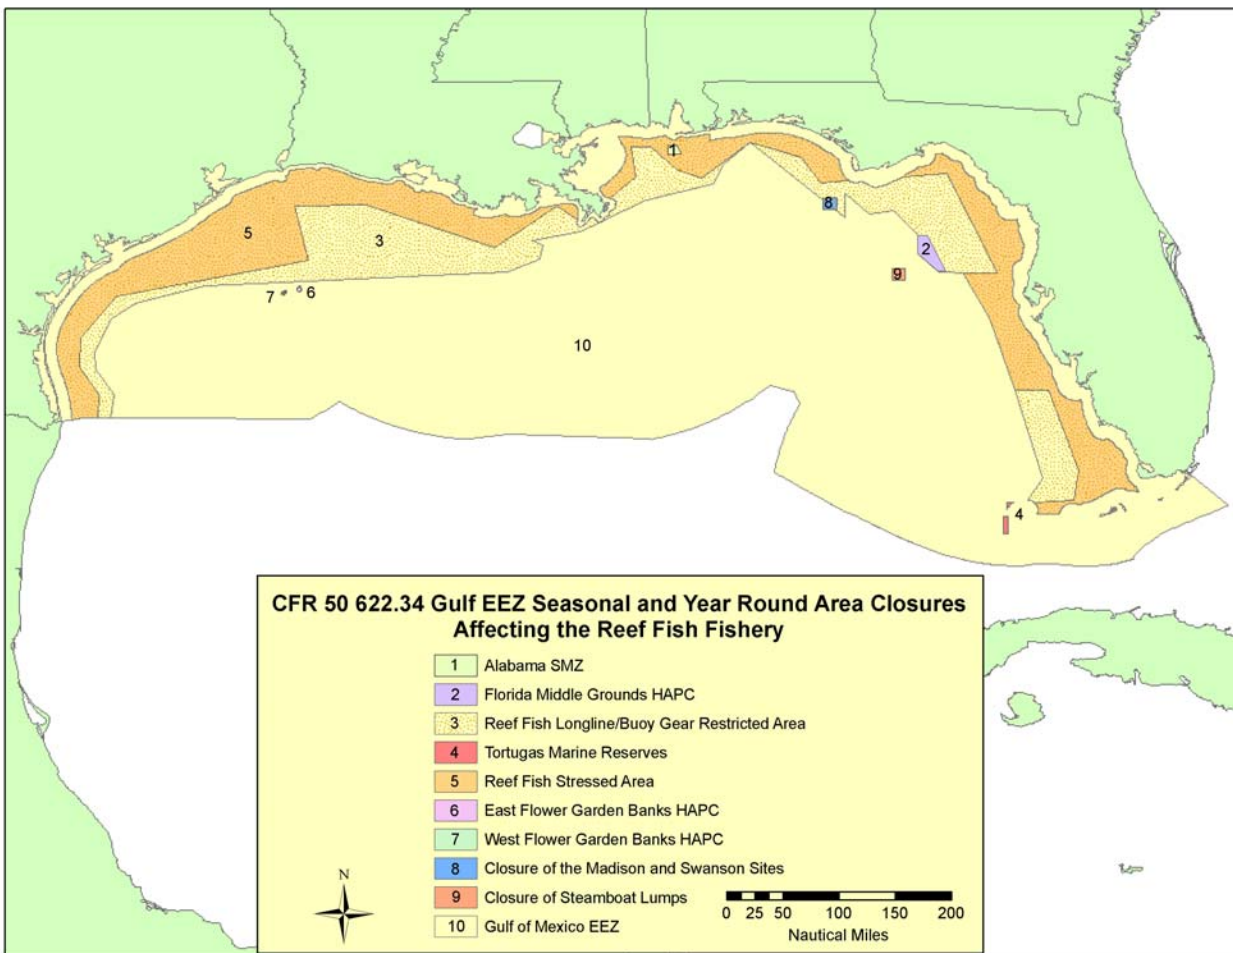 1
8
5
3
2
9
7
6
10
4
CFR 50 622.34 Gulf EEZ Seasonal and Year Round Area Closures
Affecting the Reef Fish Fishery
1 Alabama SMZ
2 Florida Middle Grounds HAPC
3 Reef Fish Longline/Buoy Gear Restricted Area
4 Tortugas Marine Reserves
5 Reef Fish Stressed Area
6 East Flower Garden Banks HAPC
7 West Flower Garden Banks HAPC
8 Closure of the Madison and Swanson Sites
9 Closure of Steamboat Lumps
10 Gulf of Mexico EEZ
N
0 25 50 100 150 200
Nautical Miles